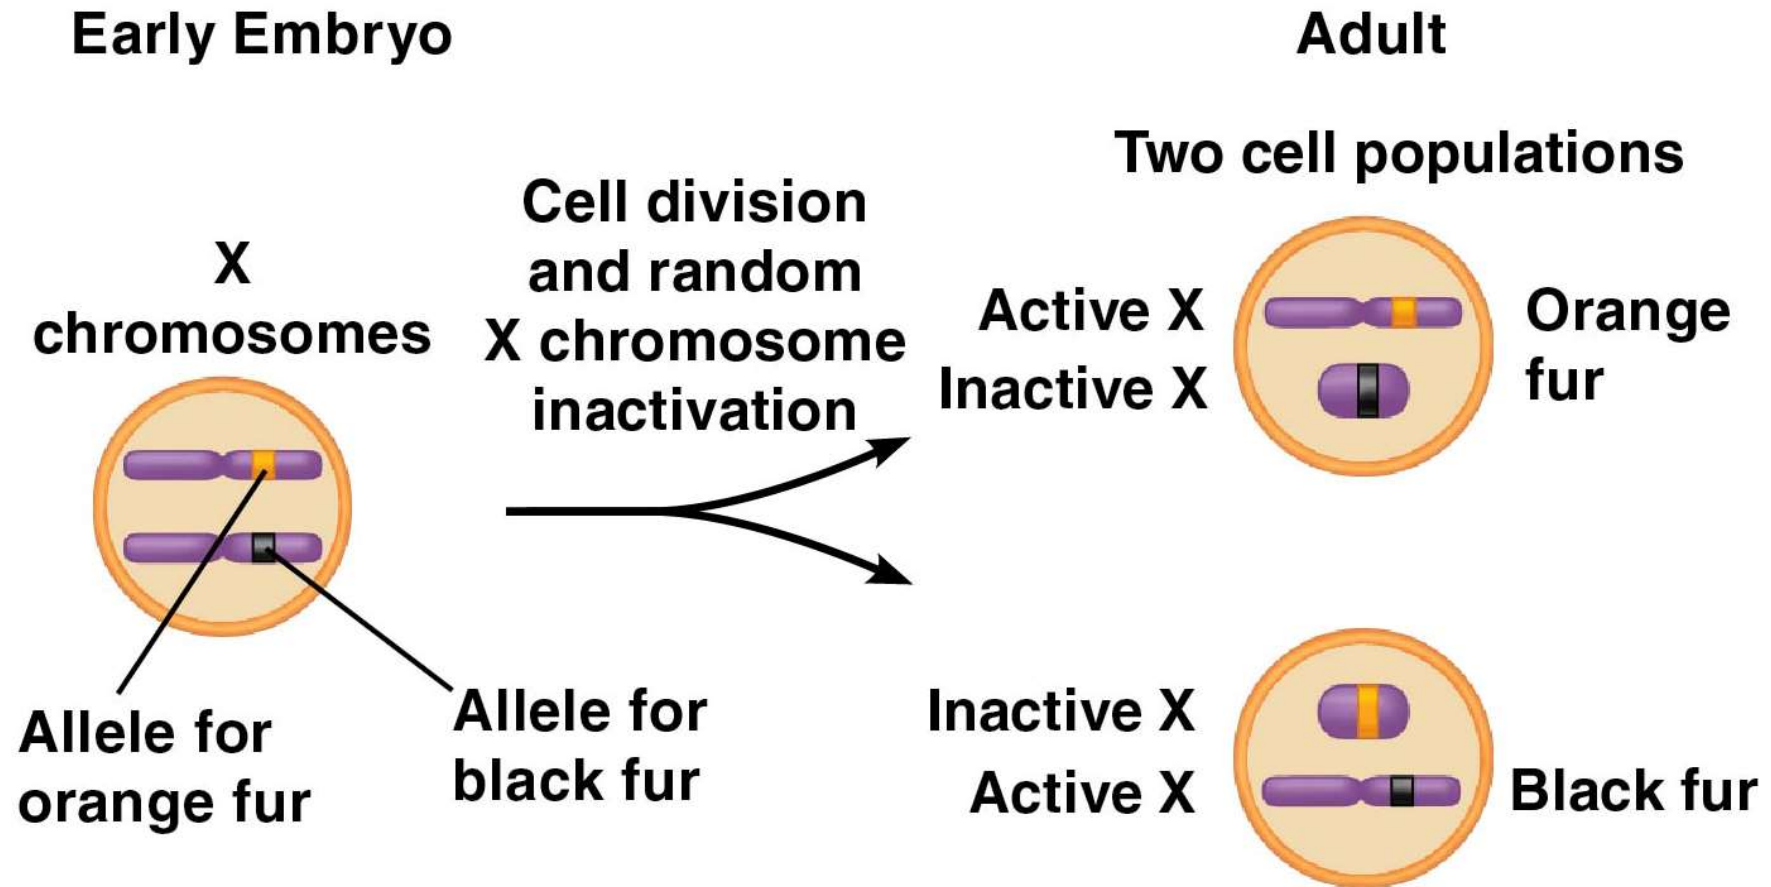 Early Embryo
Adult
Two cell populations
Cell division
and random
X chromosome
inactivation
X
chromosomes
Active X
Inactive X
Orange
fur
Allele for
orange fur
Allele for
black fur
Inactive X
Active X
Black fur